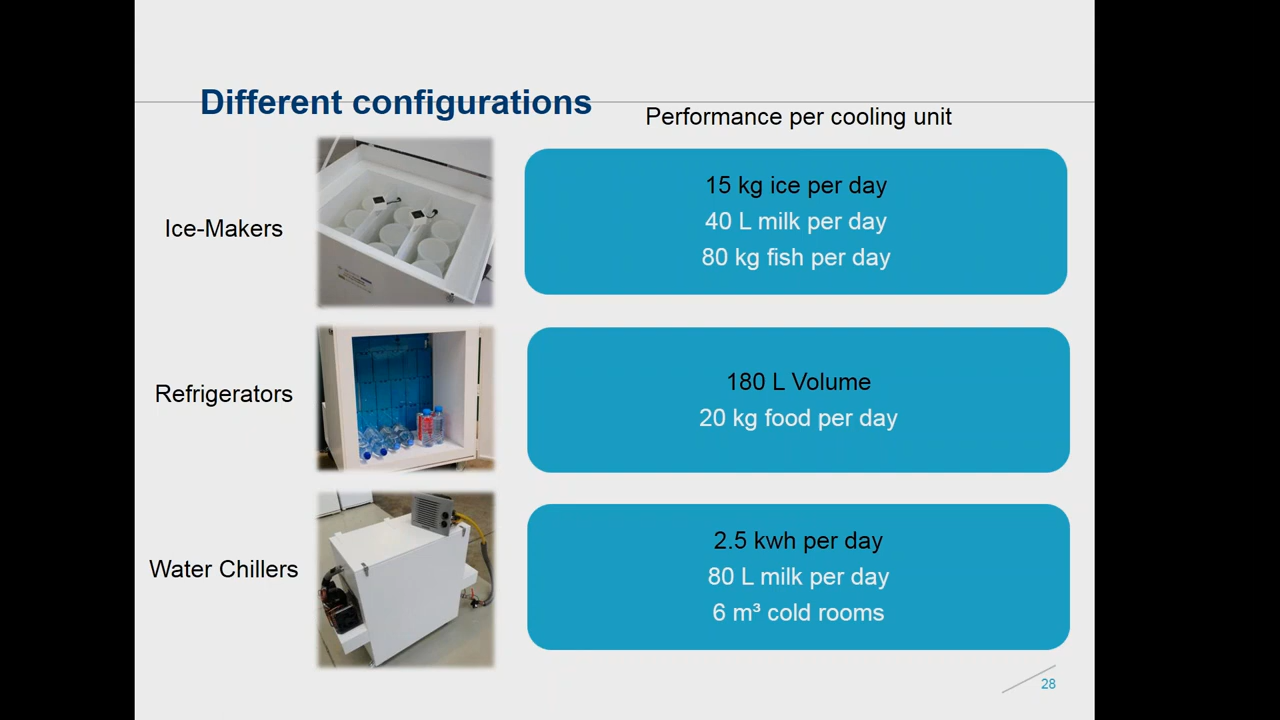 Different configurations
Performance per cooling unit
Ice-Makers
15 kg ice per day
40 L milk per day
80 kg fish per day
Refrigerators
180 L Volume
20 kg food per day
Water Chillers
2.5 kwh per day
80 L milk per day
6 m³ cold rooms
28